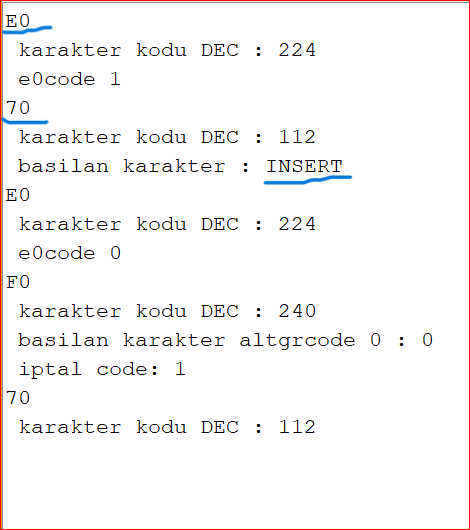 E0
karakter kodu DEC : 224
e0code 1
70
karakter kodu DEC : 112
basilan karakter : INSERT
E0
karakter kodu DEC : 224
e0code 0
F0
karakter kodu DEC : 240
basilan karakter altgrcode 0 : 0
iptal code: 1
70
karakter kodu DEC : 112